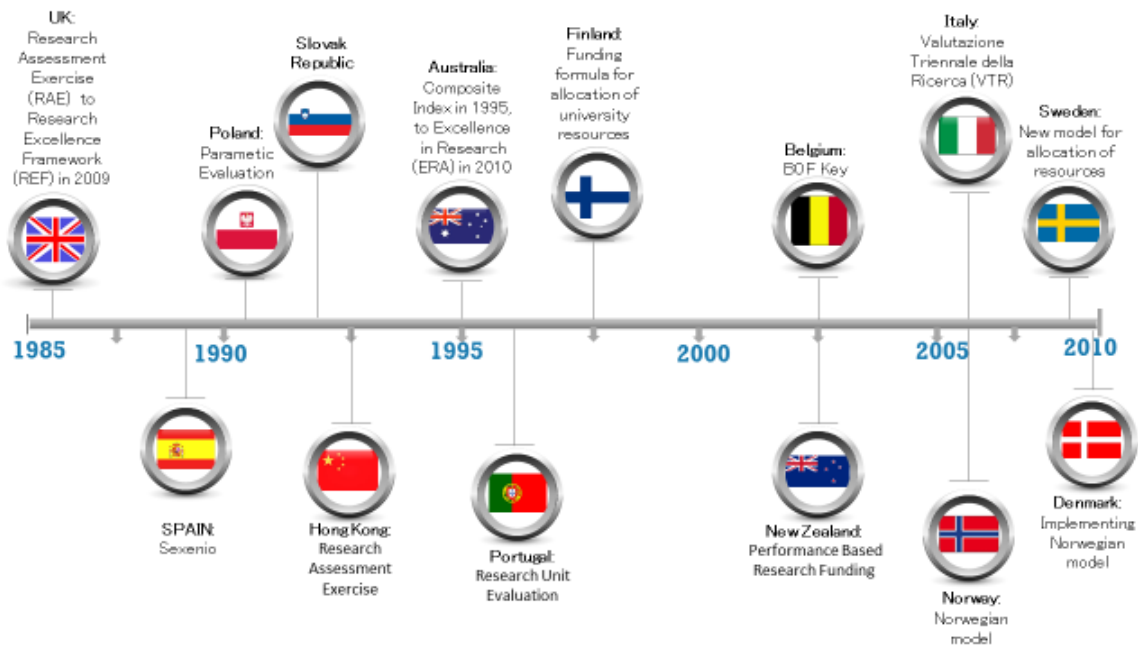 UK:
Research
Assessment
Exercise
(RAE) to
Research
Excellence
Framework
(REF) in 2009
Poland:
Parametic
Evaluation
Slovak
Republic
Australia:
Composite
Index in 1995,
to Excellence
in Research
(ERA) in 2010
Finland:
Funding
formula for
allocation of
university
resources
Belgium:
BOF Key
Italy:
Valutazione
Triennale della
Ricerca (VTR)
Sweden:
New model for
allocation of
resources
1985
1990
1995
2000
2005
2010
SPAIN:
Sexenio
Hong Kong:
Research
Assessment
Exercise
Portugal:
Research Unit
Evaluation
New Zealand:
Performance Based
Research Funding
Norway:
Norwegian
model
Denmark:
Implementing
Norwegian
model